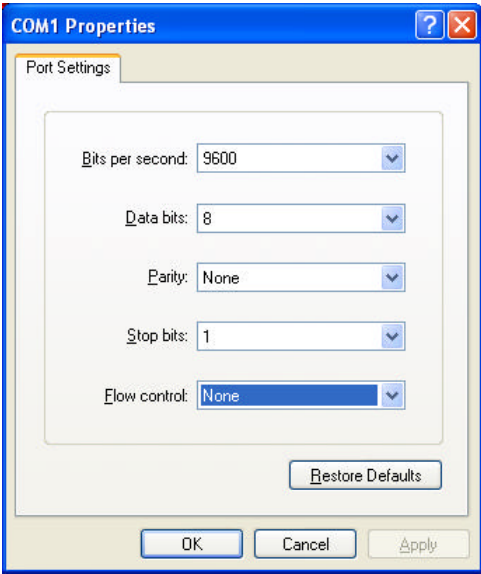 COM1 Properties
Port Settings
Bits per second: 9600
Data bits: 8
Parity: None
Stop bits: 1
Flow control: None
Restore Defaults
OK Cancel Apply